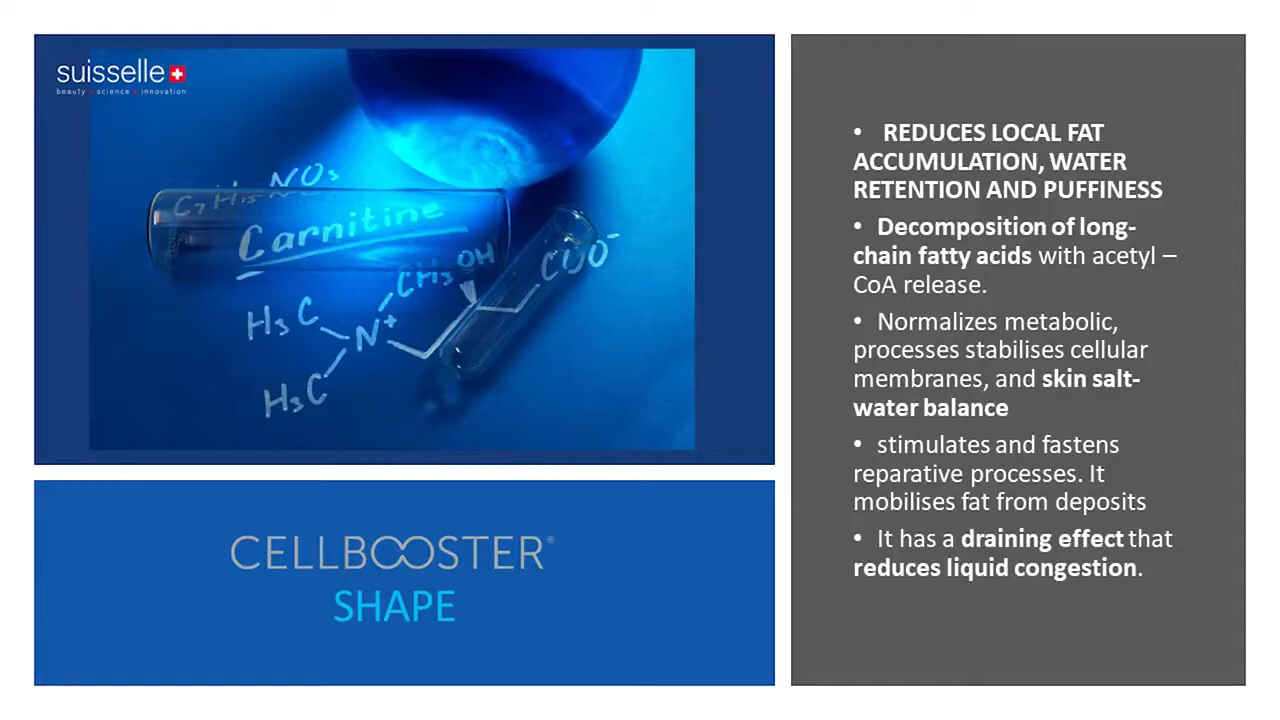 suisselle
beauty science innovation
C₇H₁₅NO₃
Carnitine
CH₃
OH
COO⁻
H₃C
N⁺
H₃C
CELLBOOSTER®
SHAPE
• REDUCES LOCAL FAT
ACCUMULATION, WATER
RETENTION AND PUFFINESS
• Decomposition of long-
chain fatty acids with acetyl –
CoA release.
• Normalizes metabolic,
processes stabilises cellular
membranes, and skin salt-
water balance
• stimulates and fastens
reparative processes. It
mobilises fat from deposits
• It has a draining effect that
reduces liquid congestion.